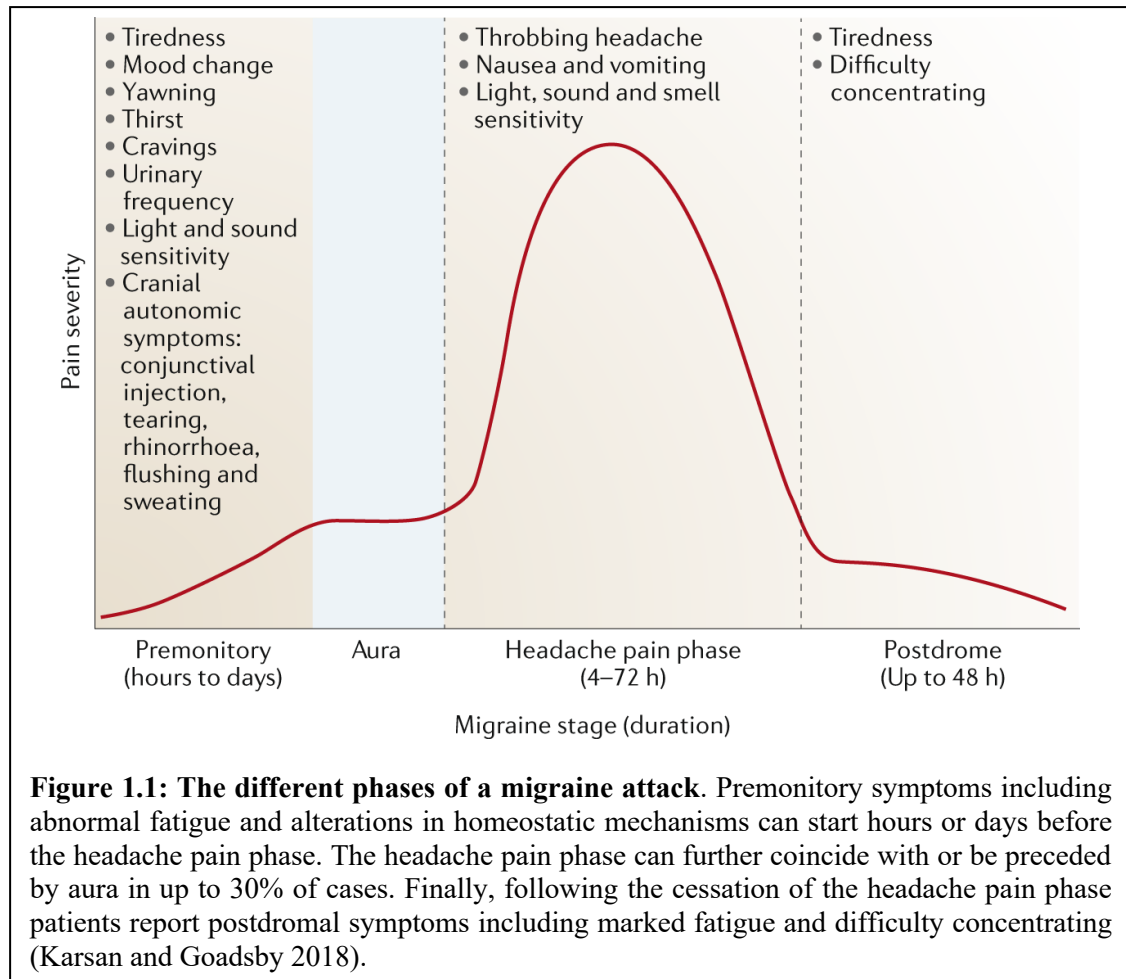 • Tiredness
• Mood change
• Yawning
• Thirst
• Cravings
• Urinary
frequency
• Light and sound
sensitivity
• Cranial
autonomic
symptoms:
conjunctival
injection,
tearing,
rhinorrhoea,
flushing and
sweating
• Throbbing headache
• Nausea and vomiting
• Light, sound and smell
sensitivity
• Tiredness
• Difficulty
concentrating
Pain severity
Premonitory
(hours to days)
Aura
Headache pain phase
(4–72 h)
Postdrome
(Up to 48 h)
Migraine stage (duration)
Figure 1.1: The different phases of a migraine attack. Premonitory symptoms including
abnormal fatigue and alterations in homeostatic mechanisms can start hours or days before
the headache pain phase. The headache pain phase can further coincide with or be preceded
by aura in up to 30% of cases. Finally, following the cessation of the headache pain phase
patients report postdromal symptoms including marked fatigue and difficulty concentrating
(Karsan and Goadsby 2018).